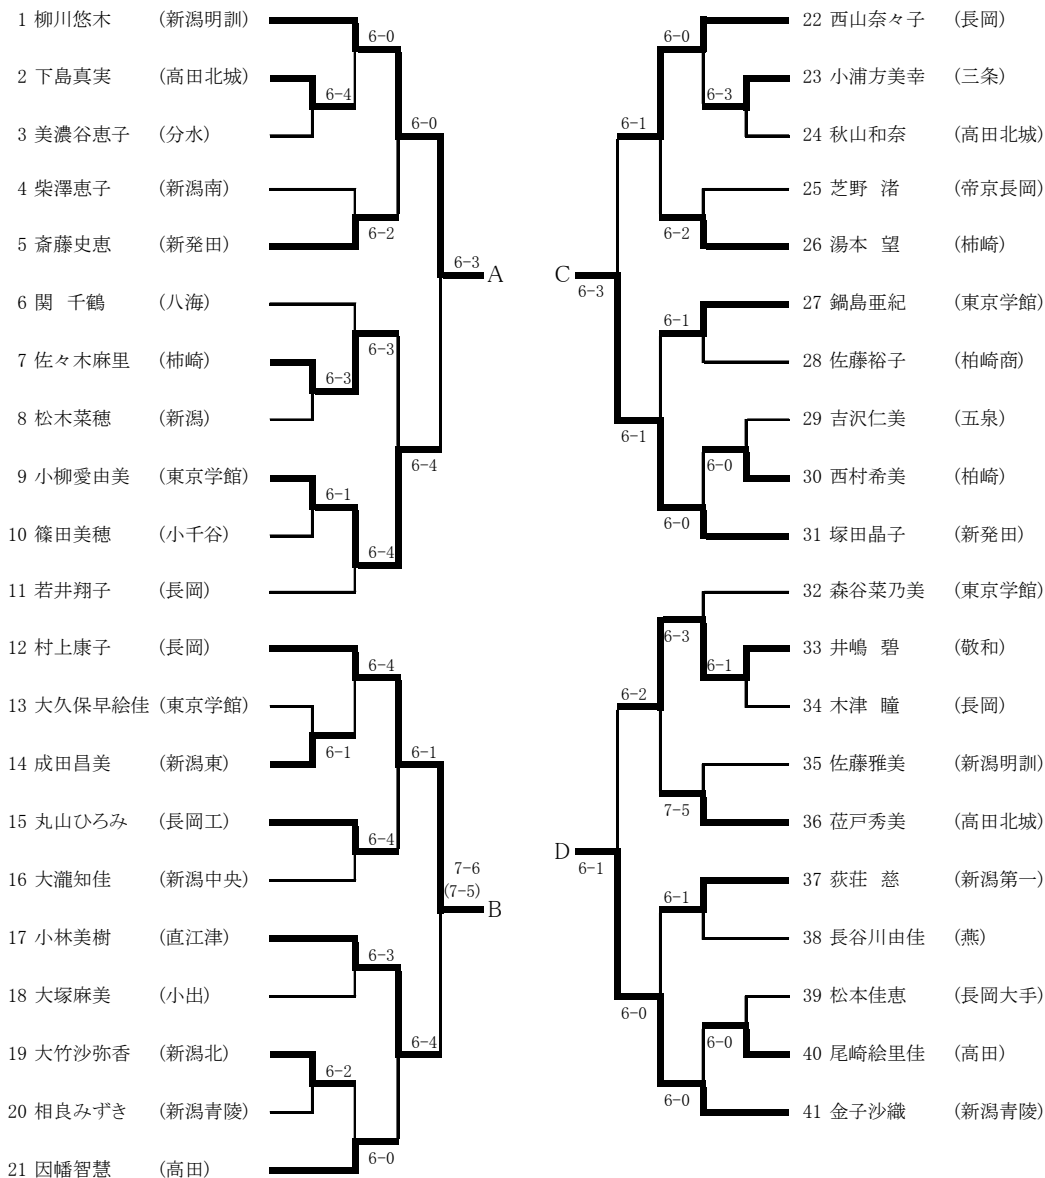 1 柳川悠木 (新潟明訓)
6-0
2 下島真実 (高田北城)
6-4
3 美濃谷恵子 (分水)
6-0
4 柴澤恵子 (新潟南)
6-2
5 斎藤史恵 (新発田)
6-3
A
6 関 千鶴 (八海)
6-3
7 佐々木麻里 (柿崎)
6-3
8 松木菜穂 (新潟)
6-4
9 小柳愛由美 (東京学館)
6-1
10 篠田美穂 (小千谷)
6-4
11 若井翔子 (長岡)
12 村上康子 (長岡)
6-4
13 大久保早絵佳 (東京学館)
6-1
14 成田昌美 (新潟東)
6-1
15 丸山ひろみ (長岡工)
6-4
16 大瀧知佳 (新潟中央)
7-6
(7-5)
B
17 小林美樹 (直江津)
6-3
18 大塚麻美 (小出)
6-4
19 大竹沙弥香 (新潟北)
6-2
20 相良みずき (新潟青陵)
6-0
21 因幡智慧 (高田)
22 西山奈々子 (長岡)
6-0
23 小浦方美幸 (三条)
6-3
24 秋山和奈 (高田北城)
6-1
25 芝野 渚 (帝京長岡)
6-2
26 湯本 望 (柿崎)
C
6-3
27 鍋島亜紀 (東京学館)
6-1
28 佐藤裕子 (柏崎商)
29 吉沢仁美 (五泉)
6-1
6-0
30 西村希美 (柏崎)
6-0
31 塚田晶子 (新発田)
32 森谷菜乃美 (東京学館)
6-3
33 井嶋 碧 (敬和)
6-1
34 木津 瞳 (長岡)
6-2
35 佐藤雅美 (新潟明訓)
7-5
36 莅戸秀美 (高田北城)
D
6-1
37 荻荘 慈 (新潟第一)
6-1
38 長谷川由佳 (燕)
39 松本佳恵 (長岡大手)
6-0
6-0
40 尾崎絵里佳 (高田)
6-0
41 金子沙織 (新潟青陵)